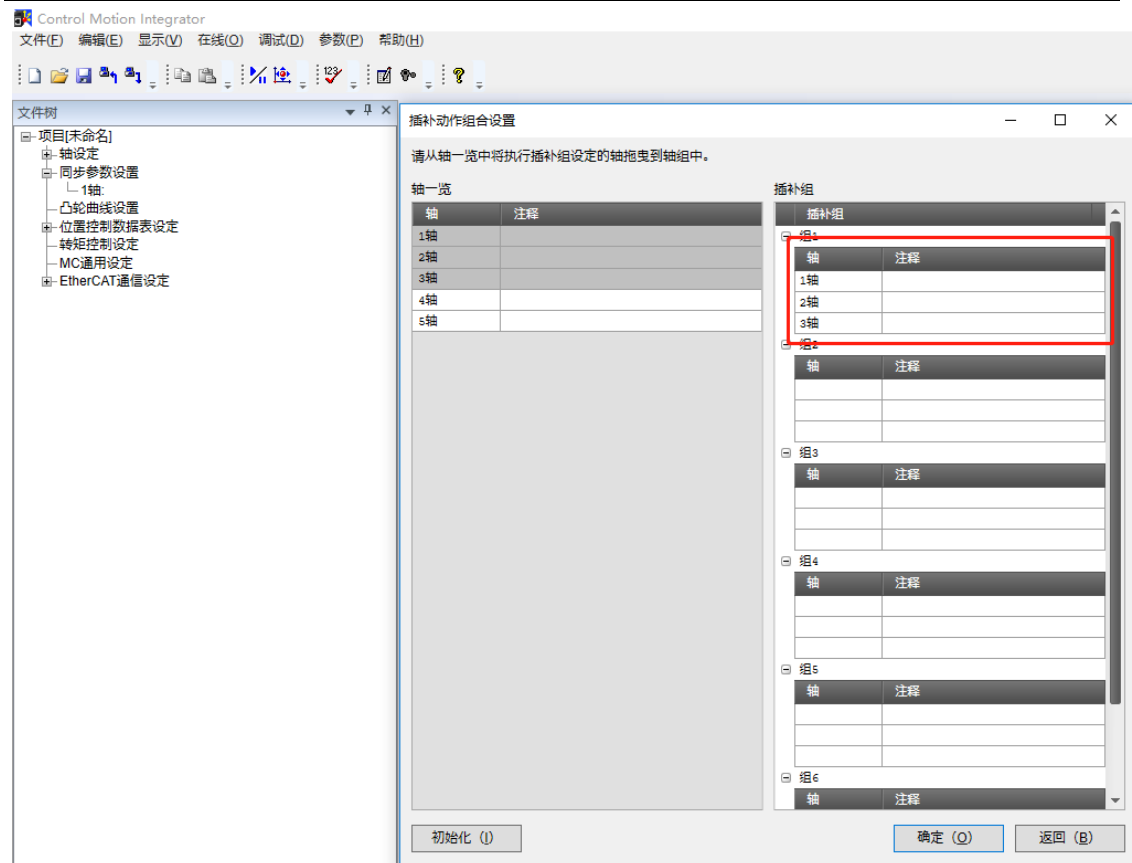 Control Motion Integrator
文件(F) 编辑(E) 显示(V) 在线(O) 调试(D) 参数(P) 帮助(H)
文件树
项目[未命名]
轴设定
同步参数设置
1轴:
凸轮曲线设置
位置控制数据表设定
转矩控制设定
MC通用设定
EtherCAT通信设定
插补动作组合设置
请从轴一览中将执行插补组设定的轴拖曳到轴组中。
轴一览
轴 注释
1轴
2轴
3轴
4轴
5轴
插补组
插补组
组1
轴 注释
1轴
2轴
3轴
组2
轴 注释
组3
轴 注释
组4
轴 注释
组5
轴 注释
组6
轴 注释
初始化 (I)
确定 (O)
返回 (B)